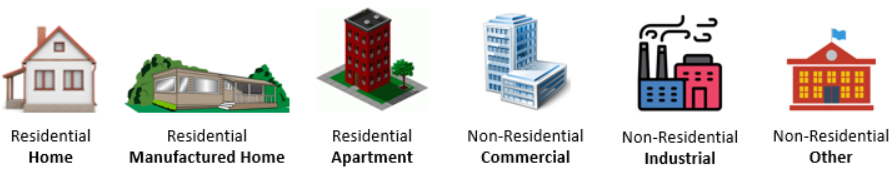 Residential
Home
Residential
Manufactured Home
Residential
Apartment
Non-Residential
Commercial
Non-Residential
Industrial
Non-Residential
Other